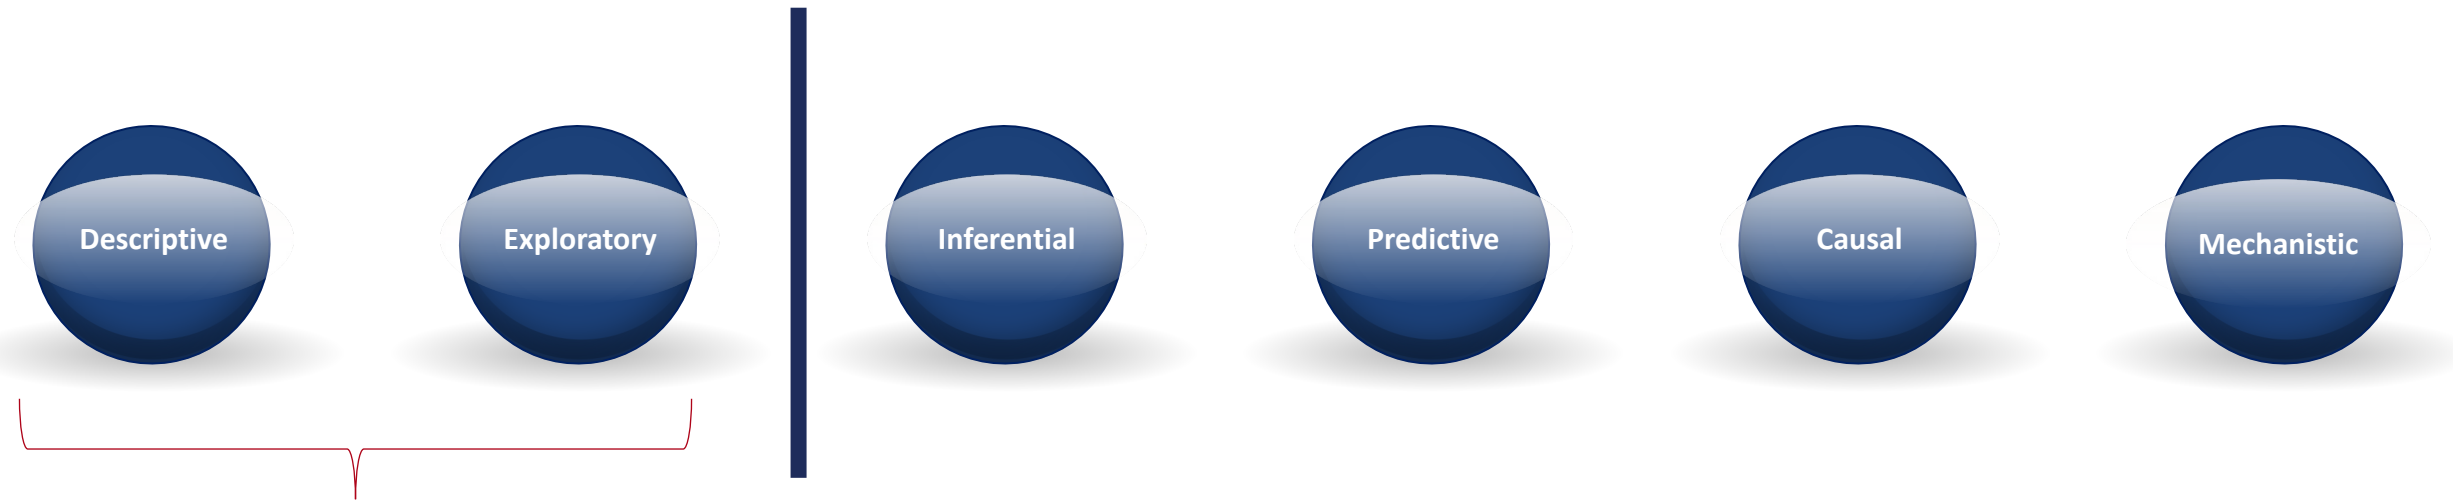 Descriptive
Exploratory
Inferential
Predictive
Causal
Mechanistic